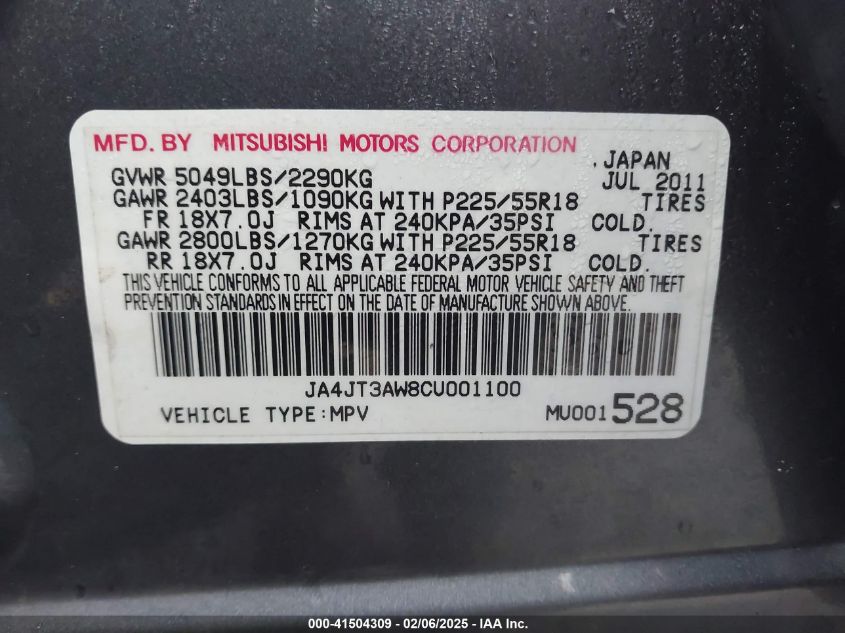 MFD. BY MITSUBISHI MOTORS CORPORATION
JAPAN
GVWR 5049LBS/2290KG JUL 2011
GAWR 2403LBS/1090KG WITH P225/55R18 TIRES
FR 18X7.0J RIMS AT 240KPA/35PSI COLD.
GAWR 2800LBS/1270KG WITH P225/55R18 TIRES
RR 18X7.0J RIMS AT 240KPA/35PSI COLD.
THIS VEHICLE CONFORMS TO ALL APPLICABLE FEDERAL MOTOR VEHICLE SAFETY AND THEFT
PREVENTION STANDARDS IN EFFECT ON THE DATE OF MANUFACTURE SHOWN ABOVE.
JA4JT3AW8CU001100
VEHICLE TYPE:MPV MU001528
000-41504309 - 02/06/2025 - IAA Inc.